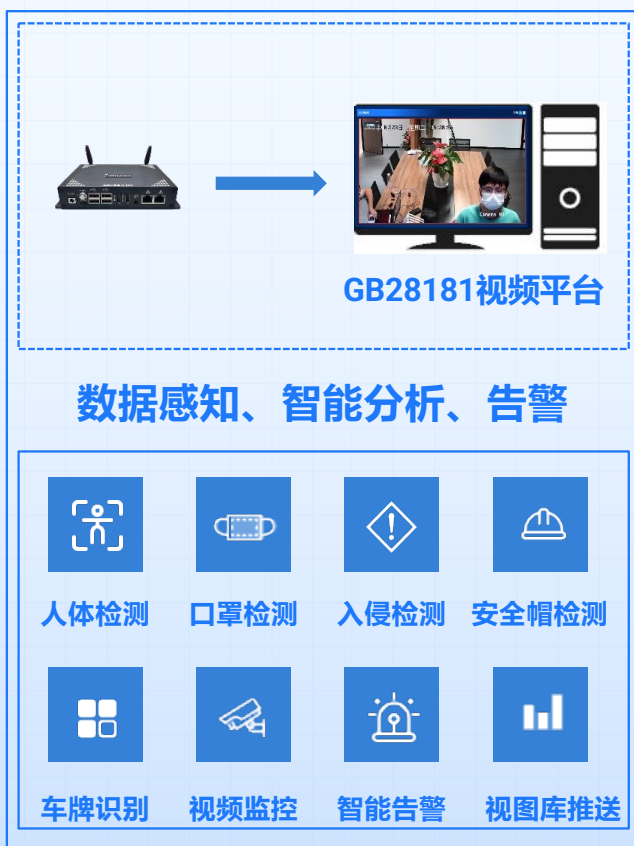 GB28181视频平台
数据感知、智能分析、告警
人体检测 口罩检测 入侵检测 安全帽检测
车牌识别 视频监控 智能告警 视图库推送